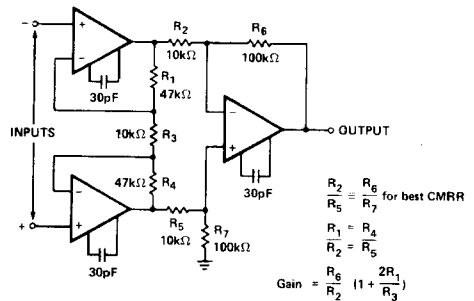 R2
10kΩ
R6
100kΩ
30pF
R1
47kΩ
INPUTS
10kΩ
R3
OUTPUT
47kΩ
R4
30pF
R5
10kΩ
R7
100kΩ
30pF
R2/R5 = R6/R7 for best CMRR
R1/R2 = R4/R5
Gain = R6/R2 (1 + 2R1/R3)